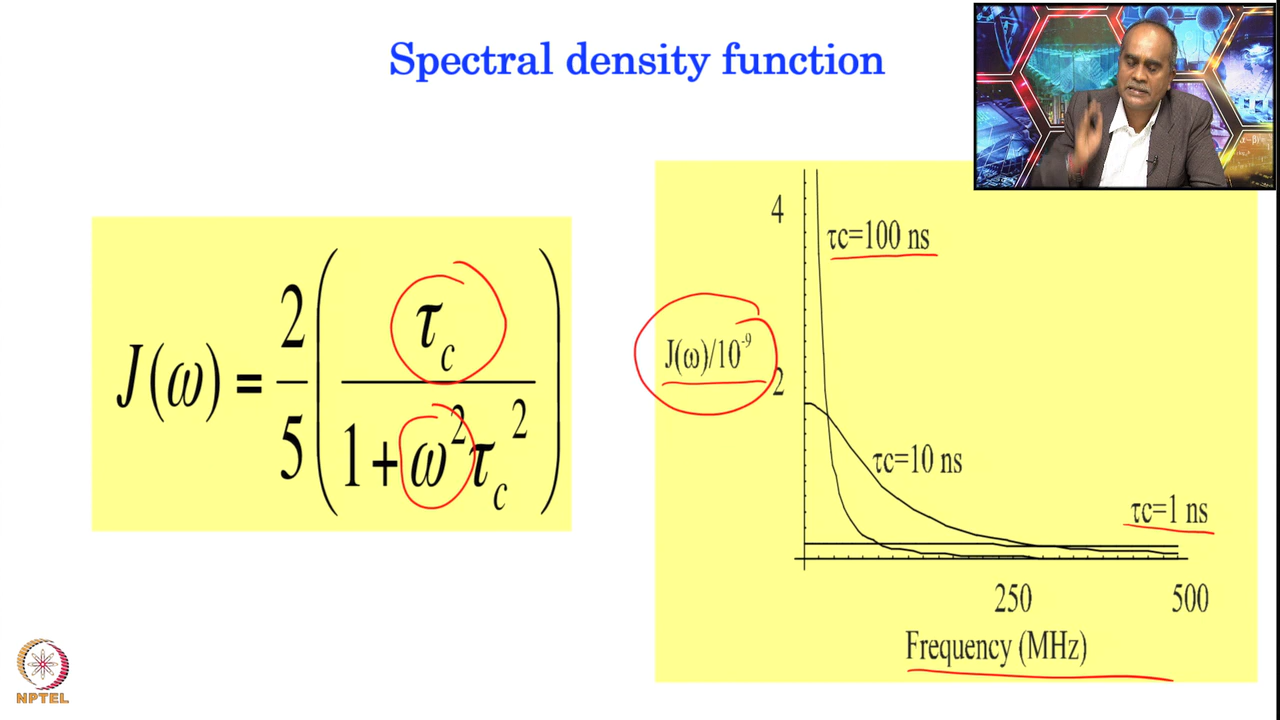 Spectral density function
J(ω) = 2/5 (τc / 1+ω²τc²)
4
τc=100 ns
J(ω)/10⁻⁹
2
τc=10 ns
τc=1 ns
250 500
Frequency (MHz)
NPTEL